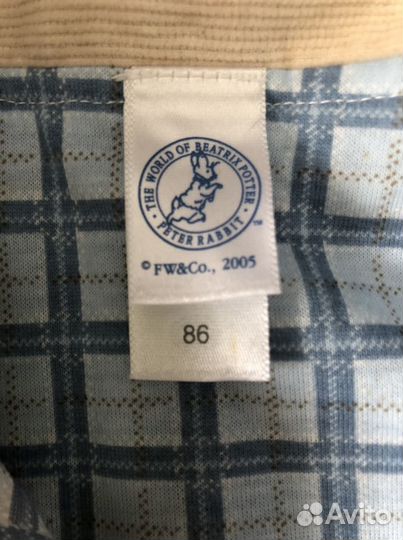 THE WORLD OF BEATRIX POTTER
PETER RABBIT ™
© FW&Co., 2005
86
Avito